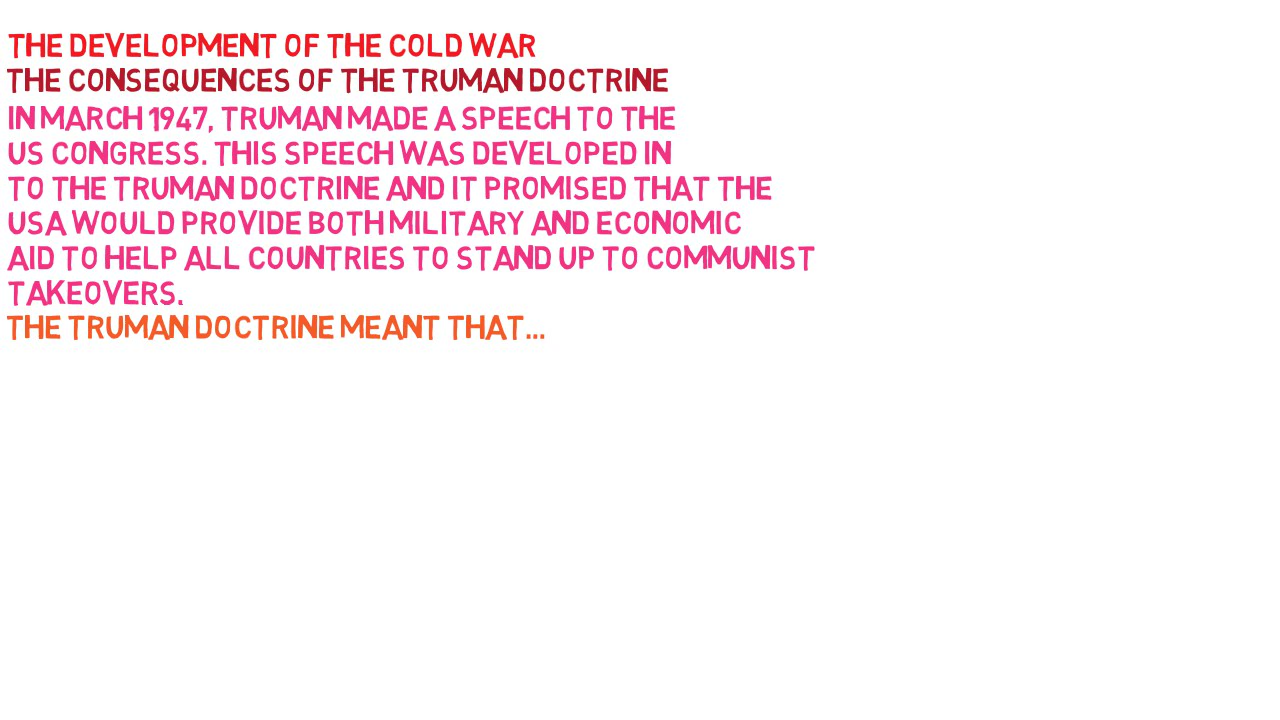 THE DEVELOPMENT OF THE COLD WAR
THE CONSEQUENCES OF THE TRUMAN DOCTRINE
IN MARCH 1947, TRUMAN MADE A SPEECH TO THE
US CONGRESS. THIS SPEECH WAS DEVELOPED IN
TO THE TRUMAN DOCTRINE AND IT PROMISED THAT THE
USA WOULD PROVIDE BOTH MILITARY AND ECONOMIC
AID TO HELP ALL COUNTRIES TO STAND UP TO COMMUNIST
TAKEOVERS.
THE TRUMAN DOCTRINE MEANT THAT...